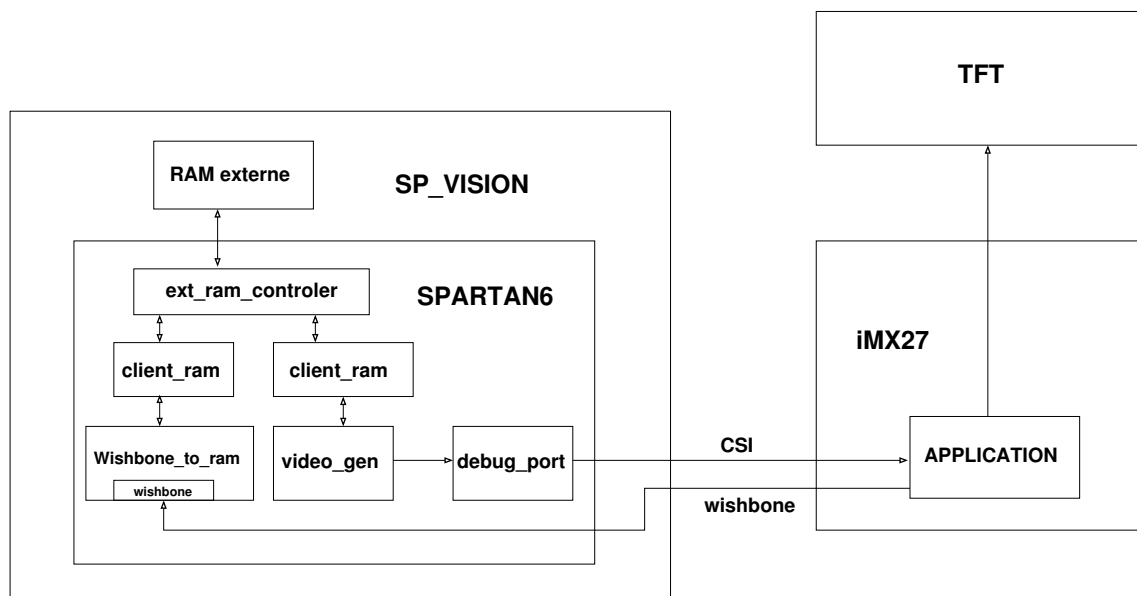 TFT
RAM externe
SP_VISION
ext_ram_controler
SPARTAN6
iMX27
client_ram
client_ram
Wishbone_to_ram
wishbone
video_gen
debug_port
CSI
wishbone
APPLICATION